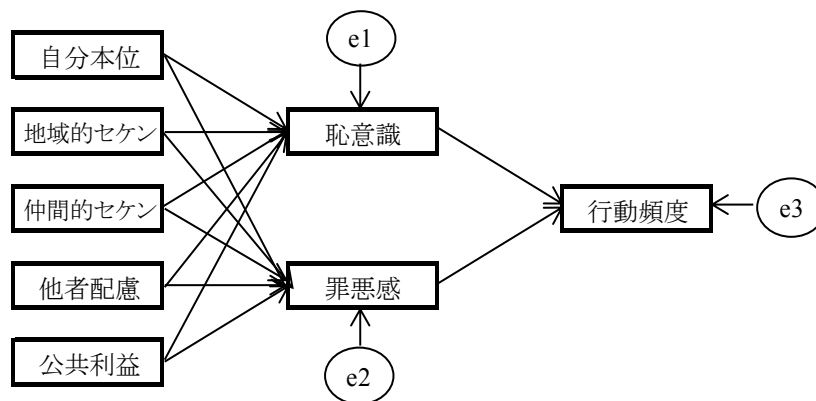 e1
自分本位
地域的セケン
恥意識
仲間的セケン
行動頻度
e3
他者配慮
罪悪感
公共利益
e2